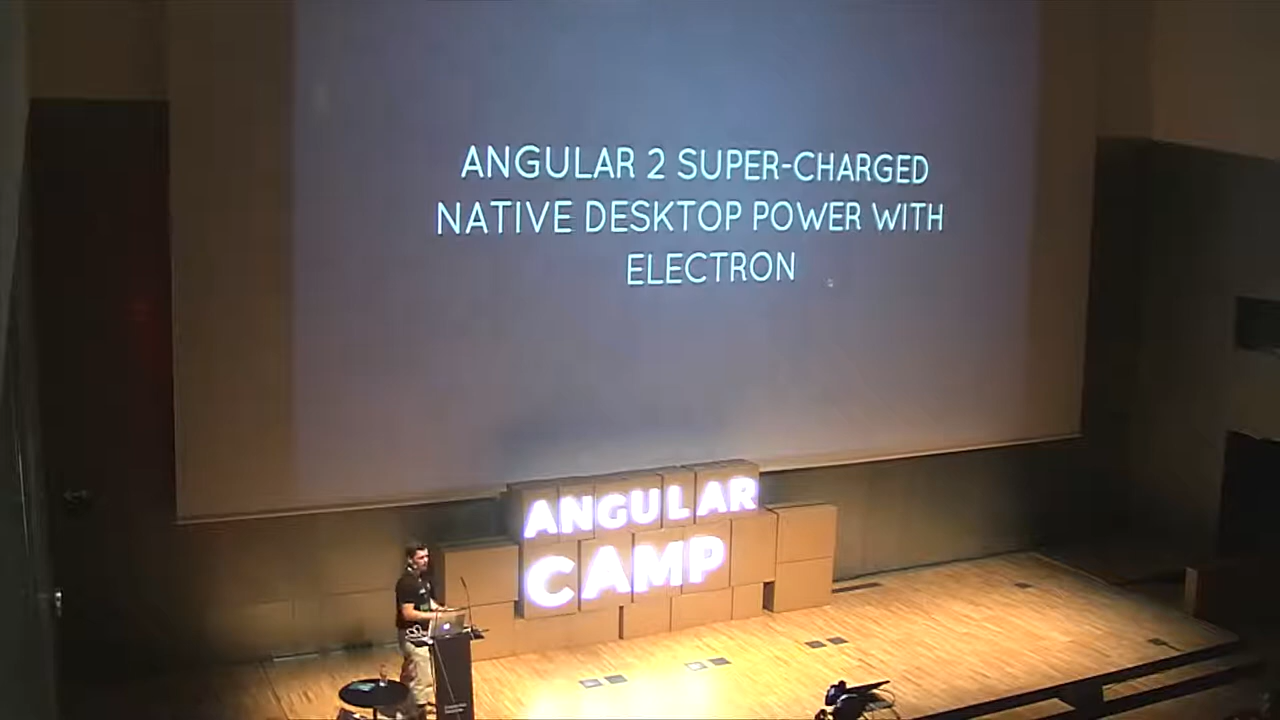 ANGULAR 2 SUPER-CHARGED
NATIVE DESKTOP POWER WITH
ELECTRON
ANGULAR
CAMP